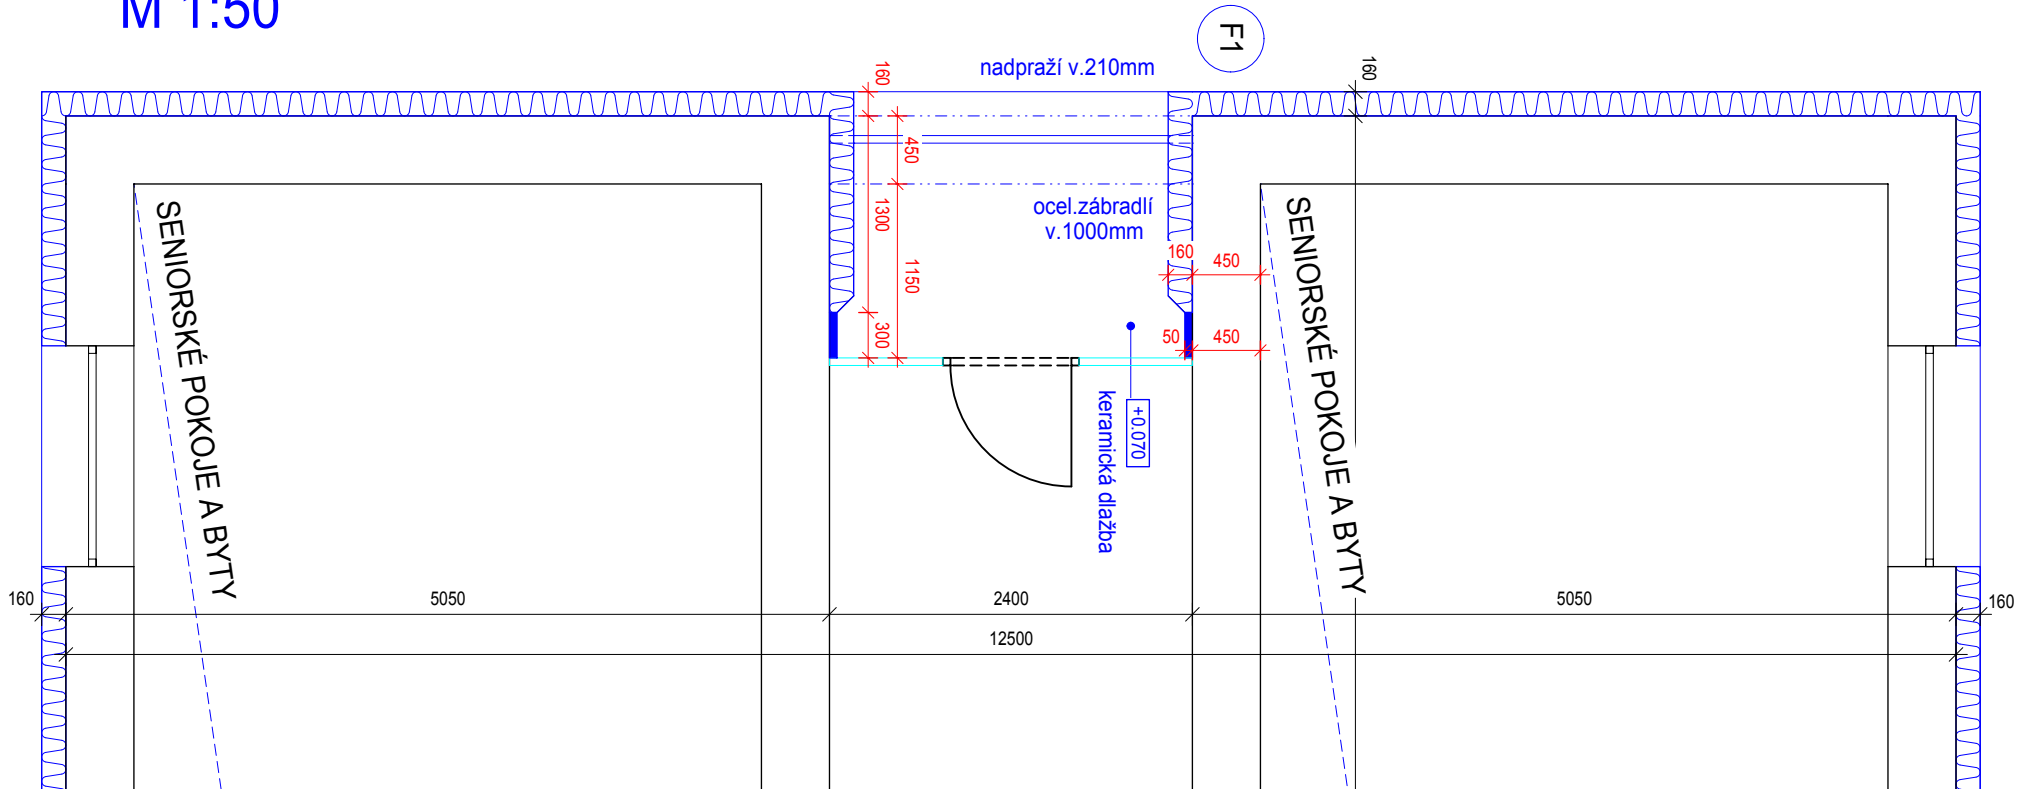 M 1:50
F1
nadpraží v.210mm
160
160
450
1300
1150
300
ocel.zábradlí
v.1000mm
160
450
50
450
+0.070
keramická dlažba
SENIORSKÉ POKOJE A BYTY
SENIORSKÉ POKOJE A BYTY
160
5050
2400
5050
160
12500